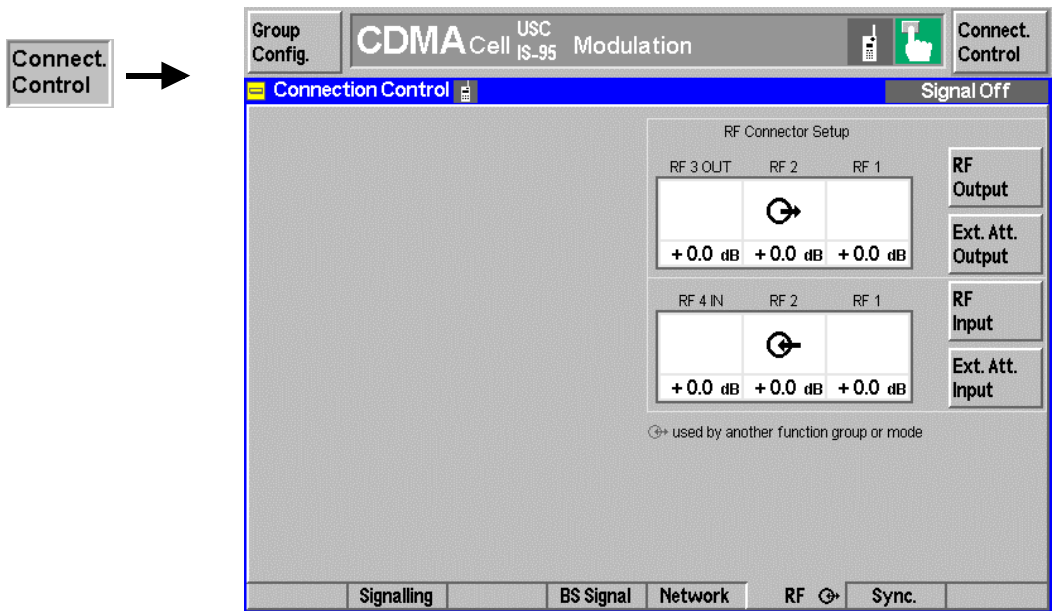 Connect.
Control
Group
Config.
CDMA Cell USC IS-95 Modulation
Connect.
Control
Connection Control
Signal Off
RF Connector Setup
RF 3 OUT RF 2 RF 1
+ 0.0 dB + 0.0 dB + 0.0 dB
RF
Output
Ext. Att.
Output
RF 4 IN RF 2 RF 1
+ 0.0 dB + 0.0 dB + 0.0 dB
RF
Input
Ext. Att.
Input
used by another function group or mode
Signalling BS Signal Network RF Sync.